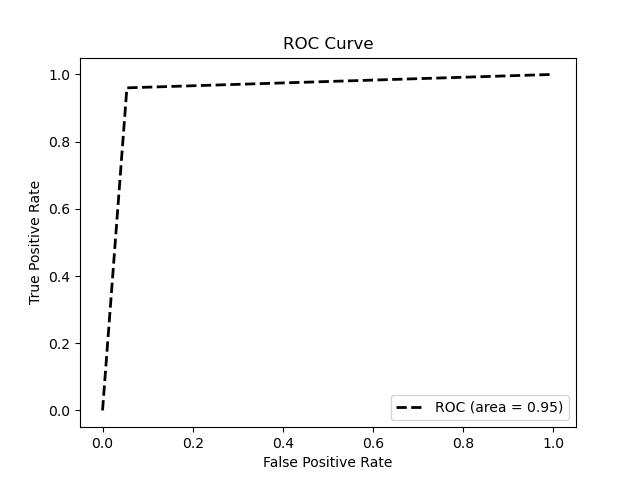 ROC Curve
True Positive Rate
1.0
0.8
0.6
0.4
0.2
0.0
ROC (area = 0.95)
0.0 0.2 0.4 0.6 0.8 1.0
False Positive Rate